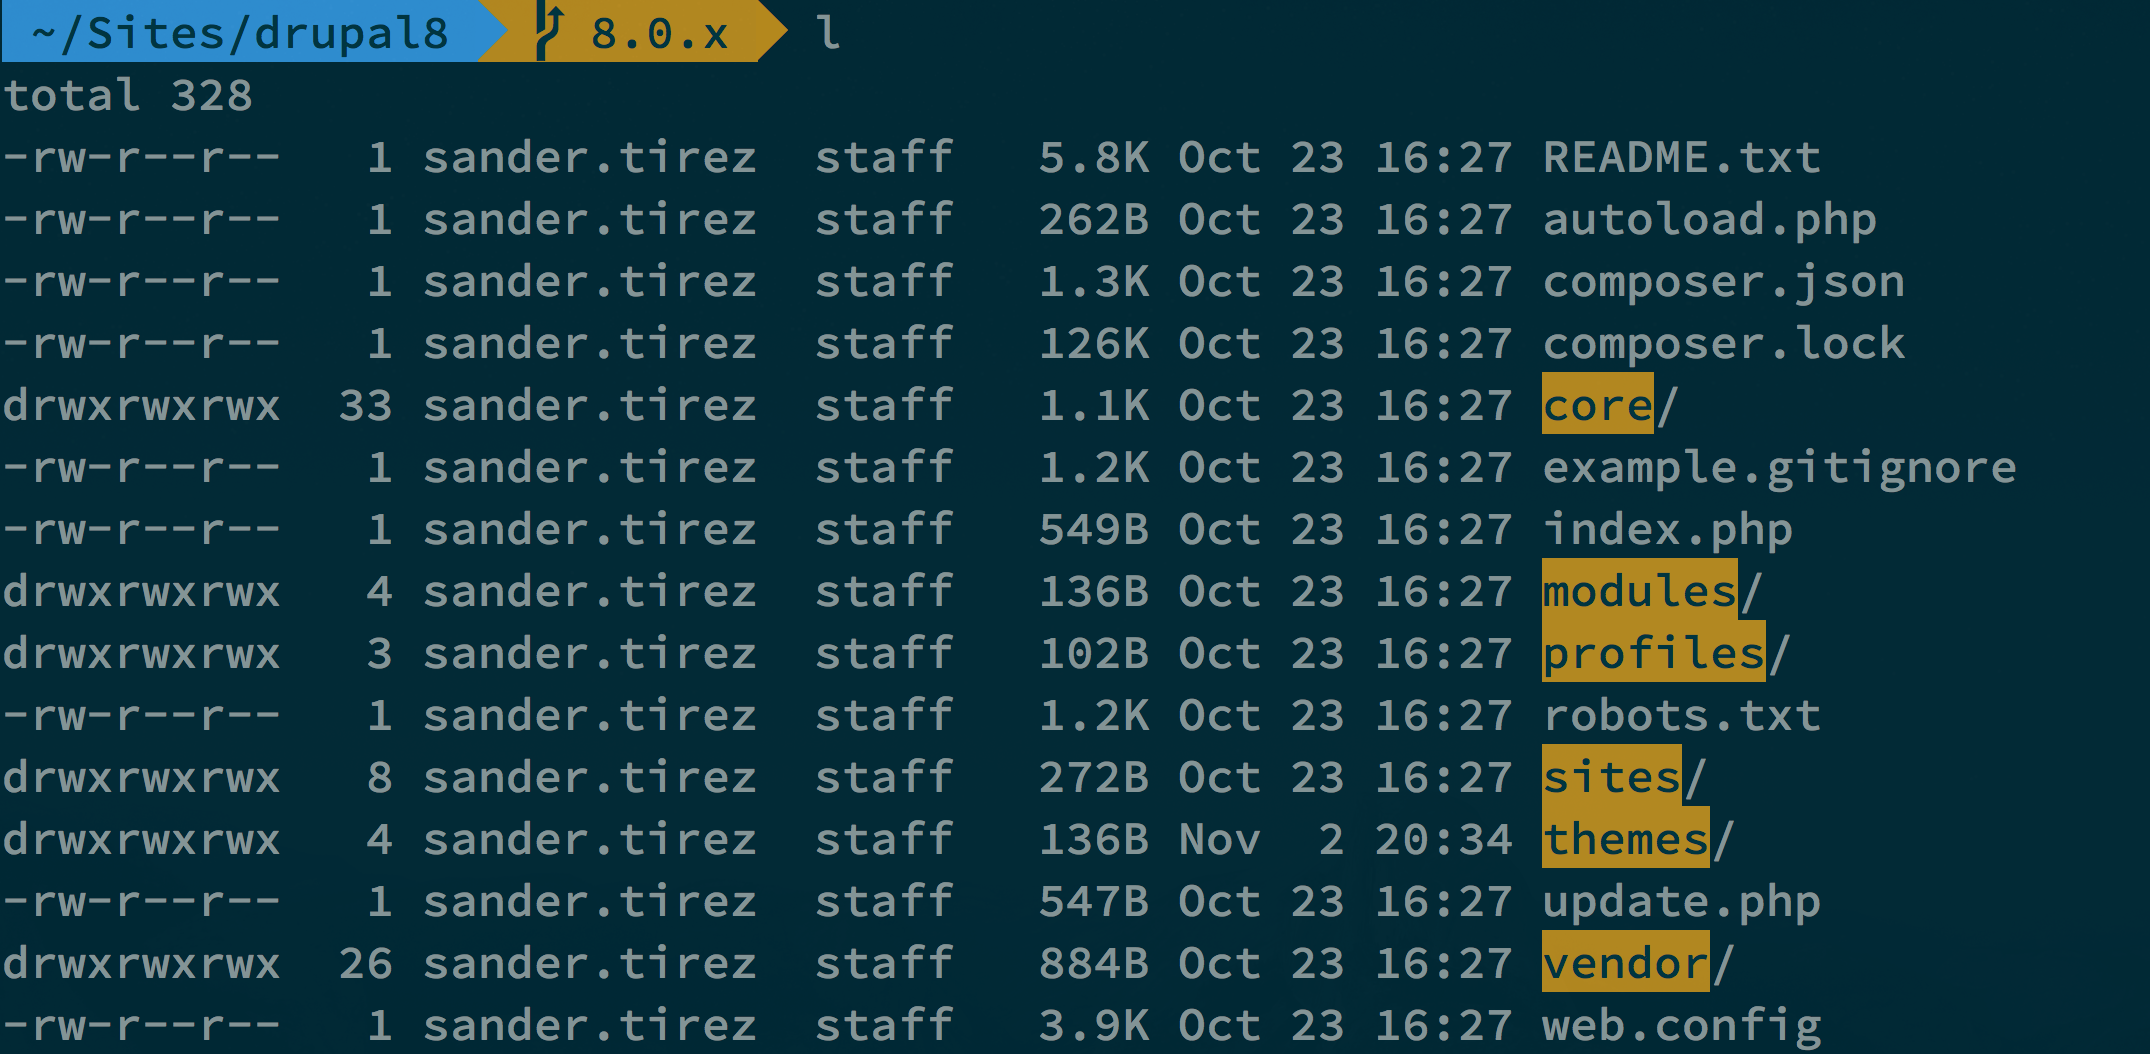 ~/Sites/drupal8 8.0.x l
total 328
-rw-r--r-- 1 sander.tirez staff 5.8K Oct 23 16:27 README.txt
-rw-r--r-- 1 sander.tirez staff 262B Oct 23 16:27 autoload.php
-rw-r--r-- 1 sander.tirez staff 1.3K Oct 23 16:27 composer.json
-rw-r--r-- 1 sander.tirez staff 126K Oct 23 16:27 composer.lock
drwxrwxrwx 33 sander.tirez staff 1.1K Oct 23 16:27 core/
-rw-r--r-- 1 sander.tirez staff 1.2K Oct 23 16:27 example.gitignore
-rw-r--r-- 1 sander.tirez staff 549B Oct 23 16:27 index.php
drwxrwxrwx 4 sander.tirez staff 136B Oct 23 16:27 modules/
drwxrwxrwx 3 sander.tirez staff 102B Oct 23 16:27 profiles/
-rw-r--r-- 1 sander.tirez staff 1.2K Oct 23 16:27 robots.txt
drwxrwxrwx 8 sander.tirez staff 272B Oct 23 16:27 sites/
drwxrwxrwx 4 sander.tirez staff 136B Nov 2 20:34 themes/
-rw-r--r-- 1 sander.tirez staff 547B Oct 23 16:27 update.php
drwxrwxrwx 26 sander.tirez staff 884B Oct 23 16:27 vendor/
-rw-r--r-- 1 sander.tirez staff 3.9K Oct 23 16:27 web.config